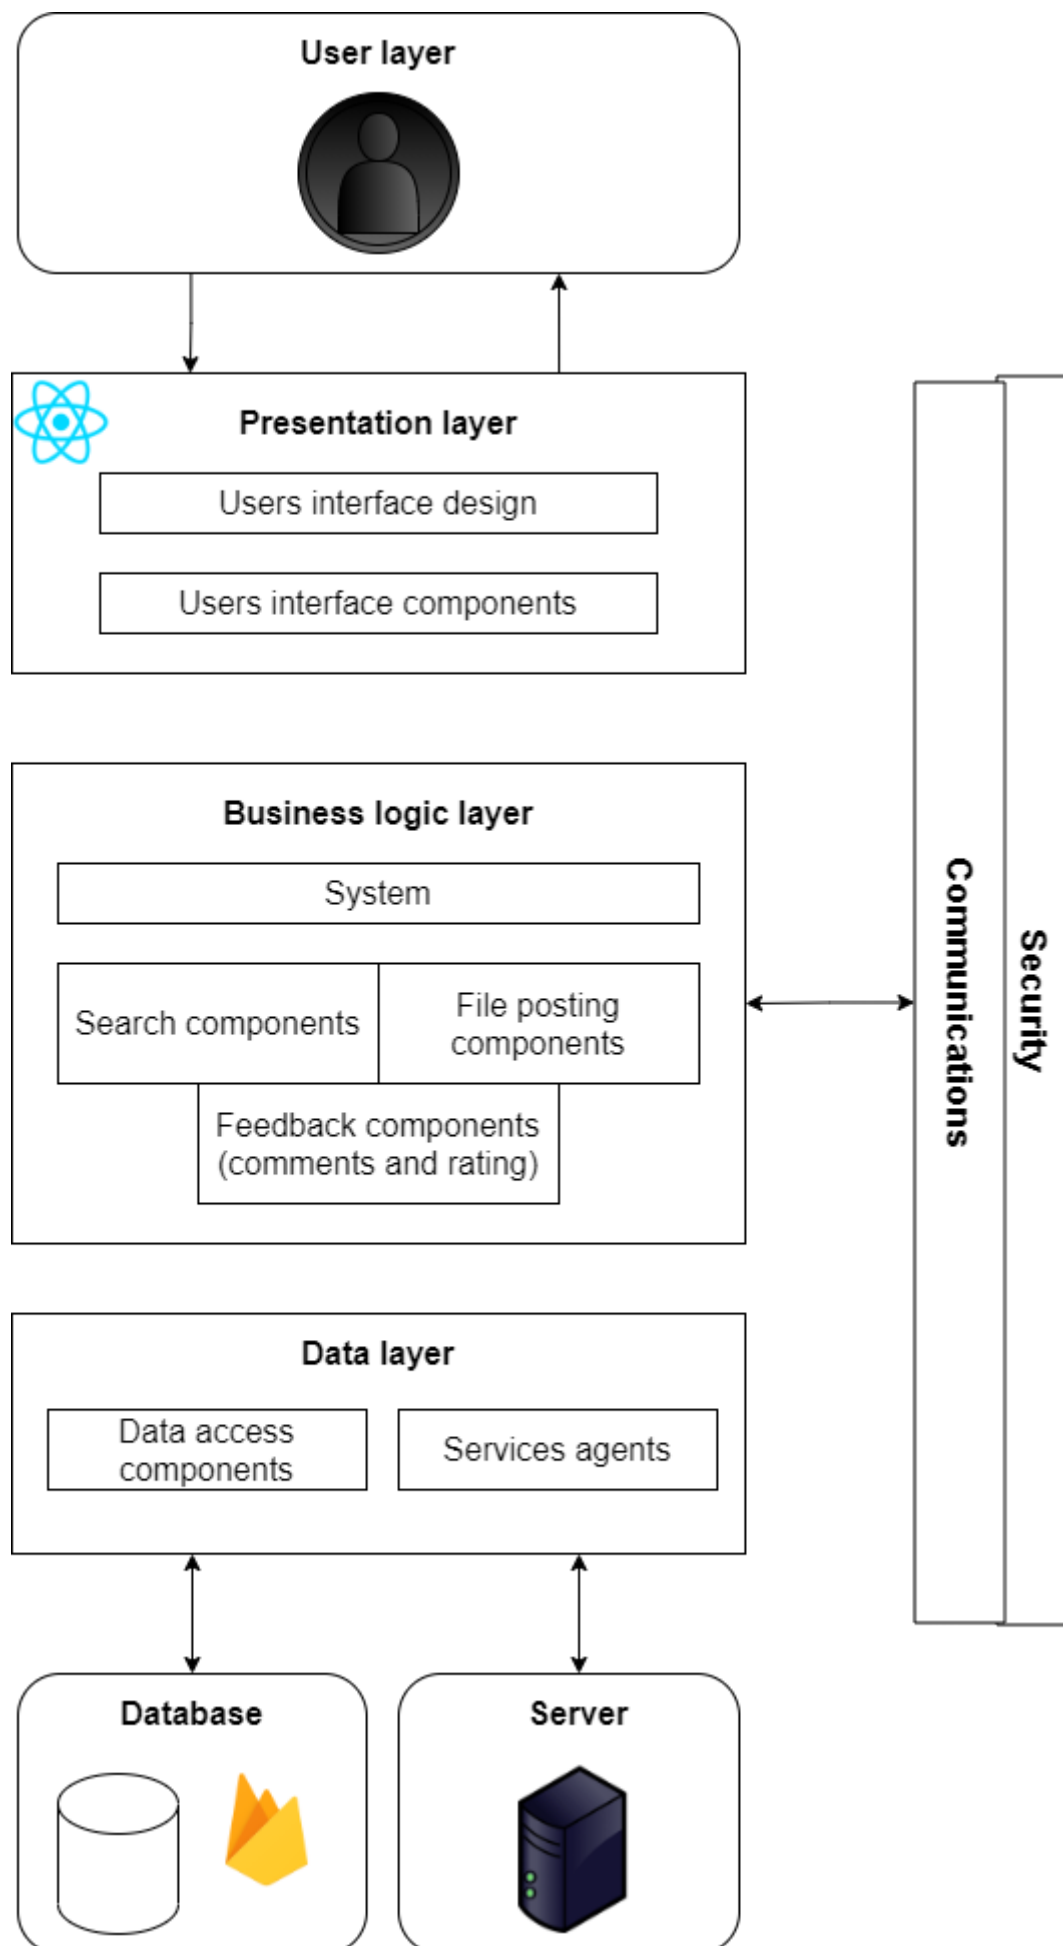 User layer
Presentation layer
Users interface design
Users interface components
Business logic layer
System
Search components
File posting
components
Feedback components
(comments and rating)
Communications
Security
Data layer
Data access
components
Services agents
Database
Server